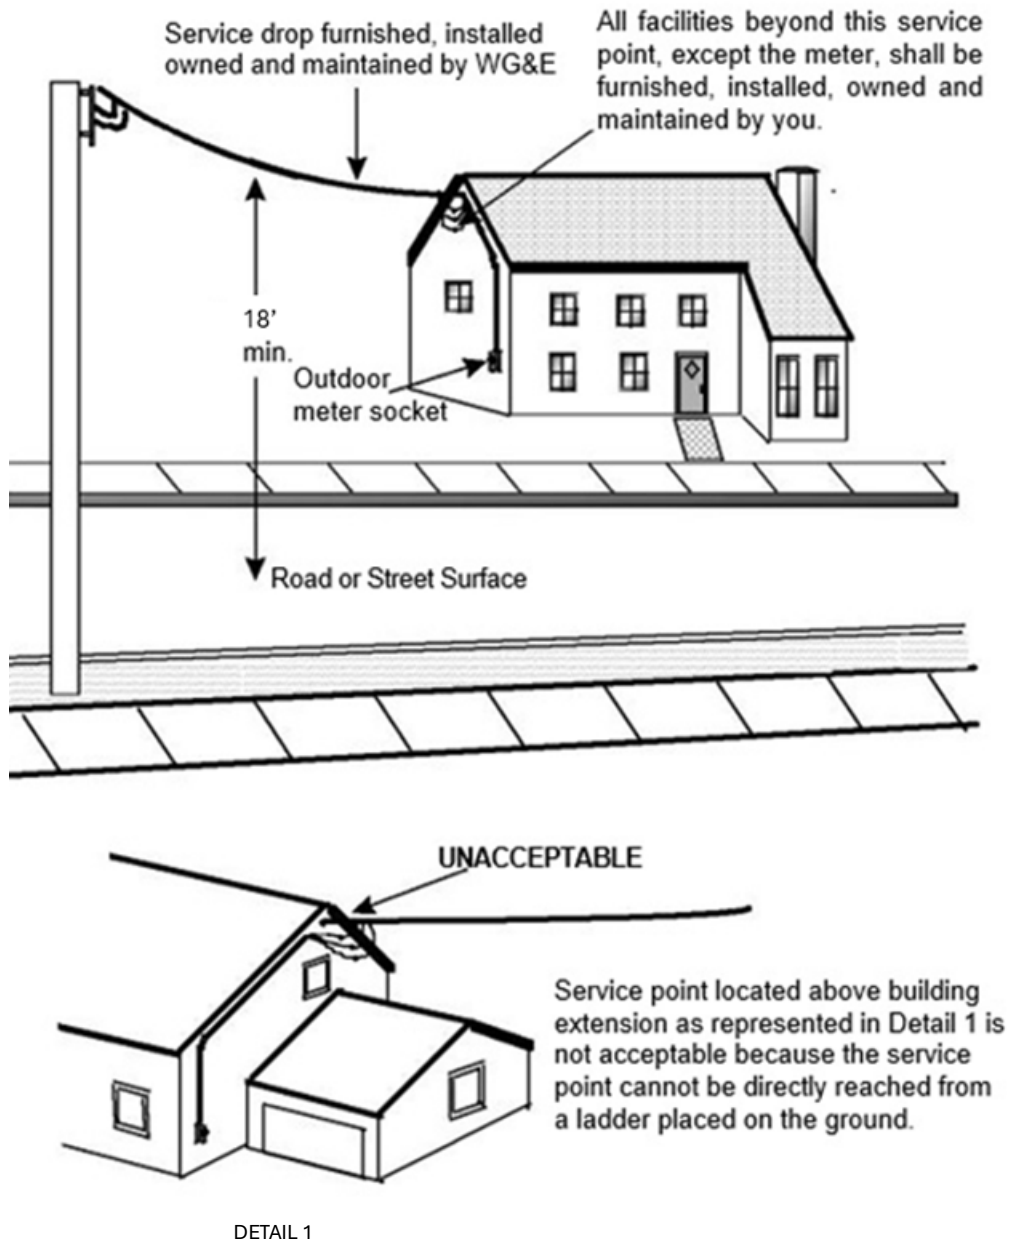 Service drop furnished, installed
owned and maintained by WG&E
All facilities beyond this service
point, except the meter, shall be
furnished, installed, owned and
maintained by you.
18’
min.
Outdoor
meter socket
Road or Street Surface
UNACCEPTABLE
Service point located above building
extension as represented in Detail 1 is
not acceptable because the service
point cannot be directly reached from
a ladder placed on the ground.
DETAIL 1